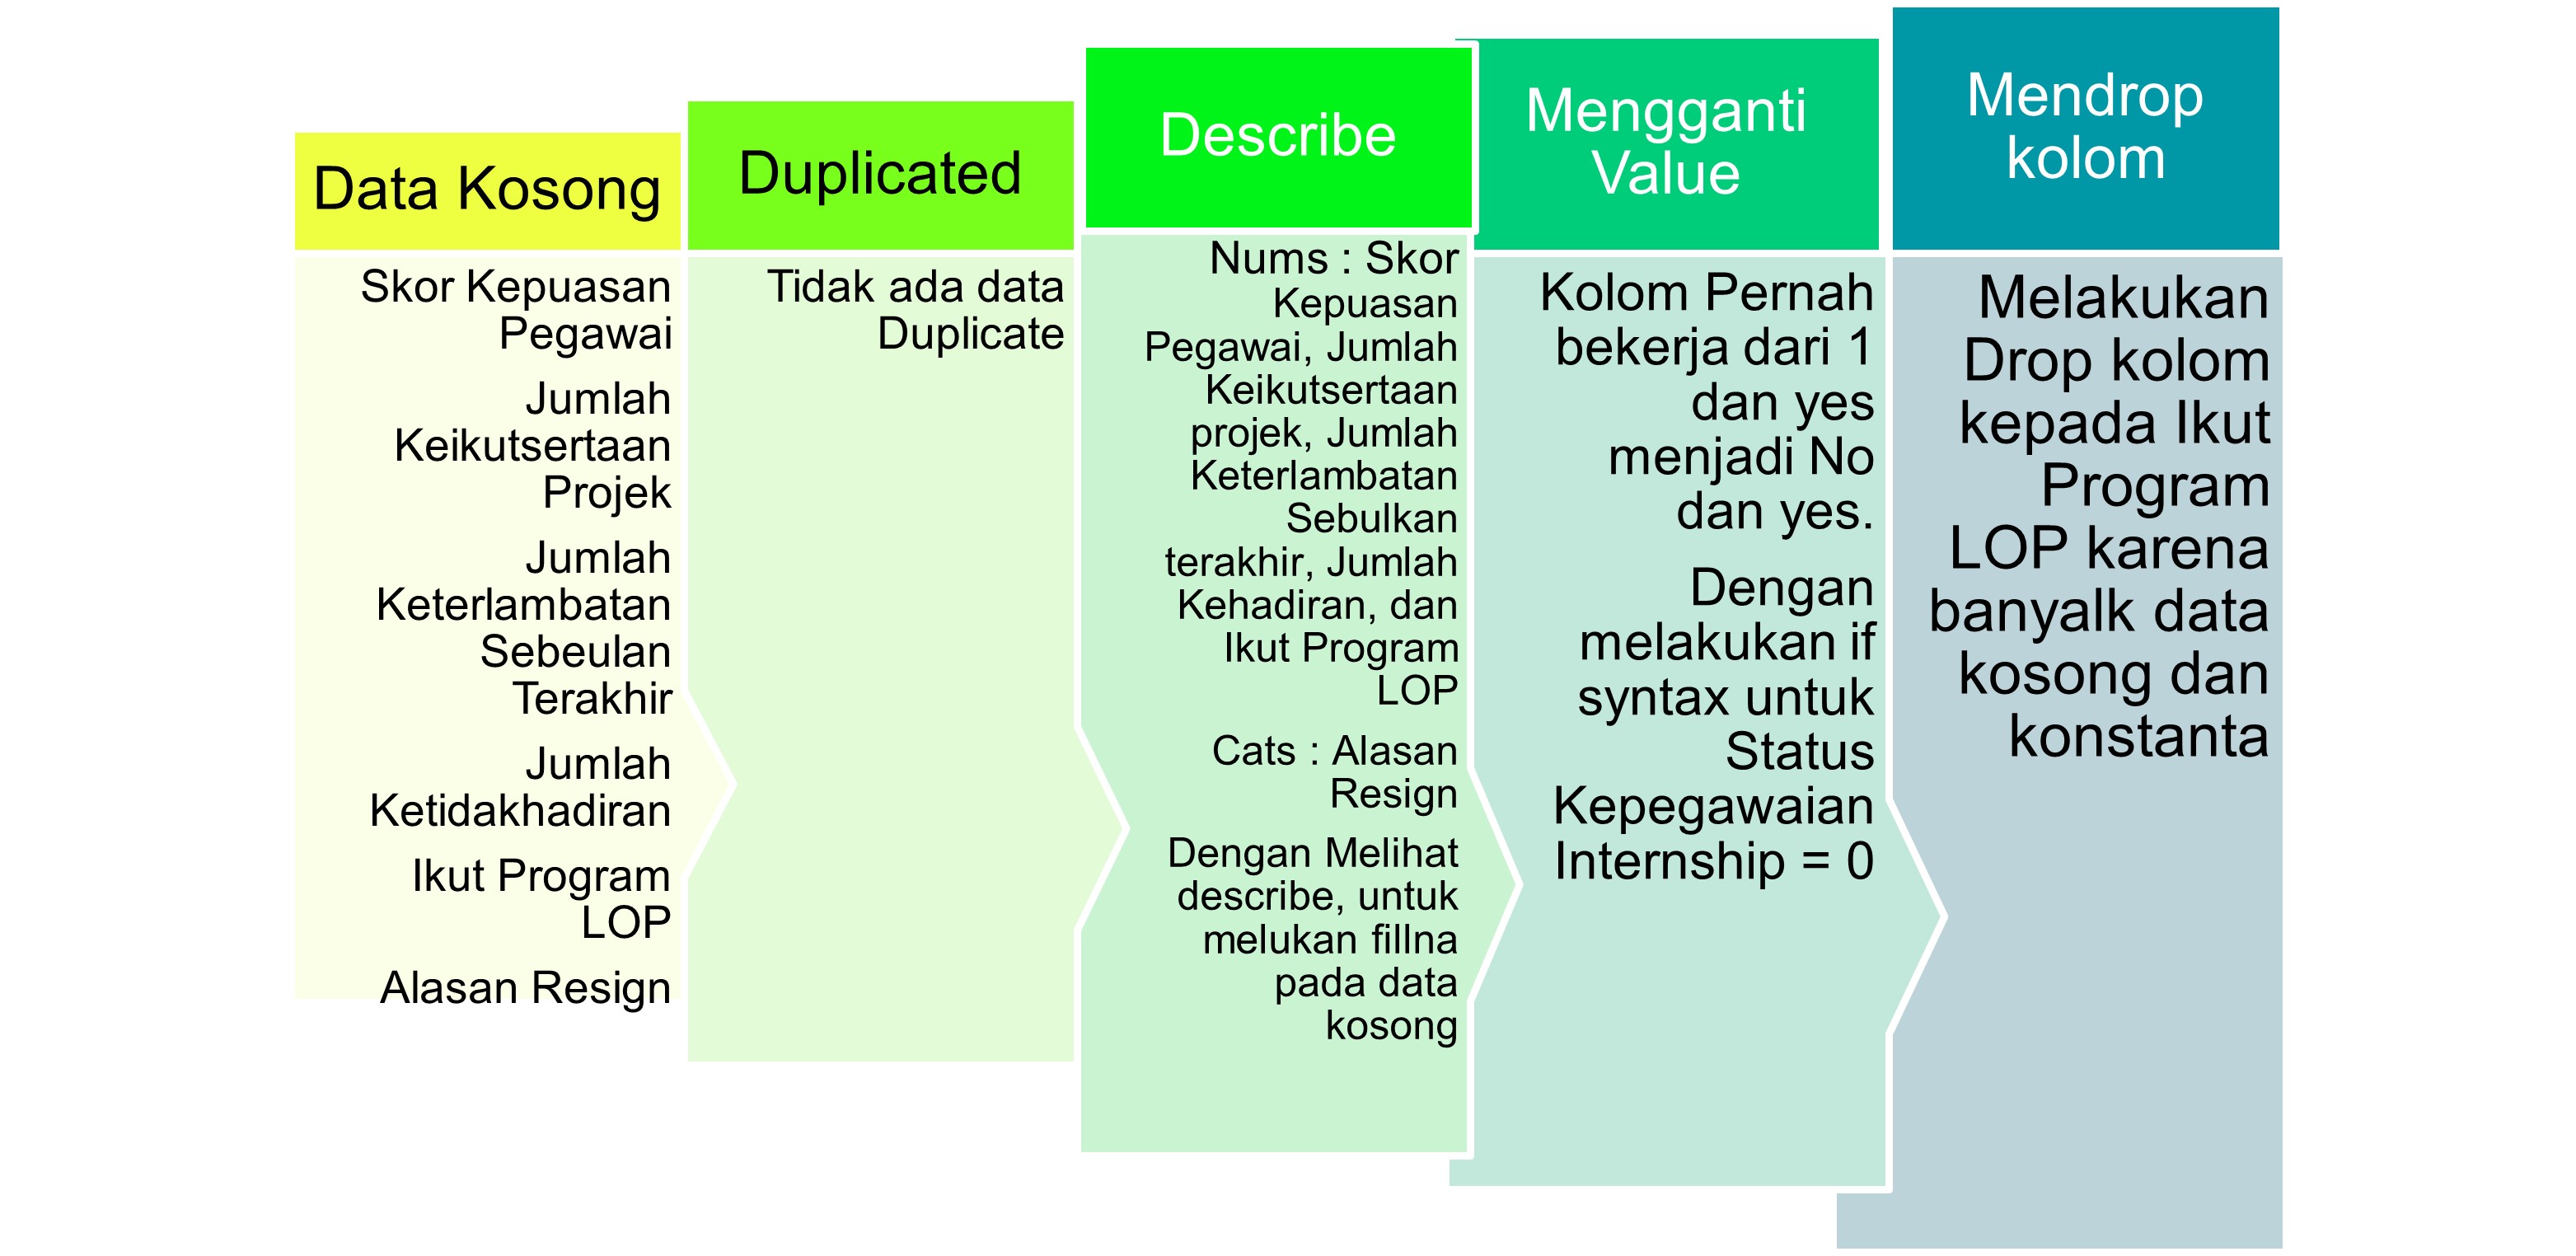 Data Kosong
Skor Kepuasan
Pegawai
Jumlah
Keikutsertaan
Projek
Jumlah
Keterlambatan
Sebeulan
Terakhir
Jumlah
Ketidakhadiran
Ikut Program
LOP
Alasan Resign
Duplicated
Tidak ada data
Duplicate
Describe
Nums : Skor
Kepuasan
Pegawai, Jumlah
Keikutsertaan
projek, Jumlah
Keterlambatan
Sebulkan
terakhir, Jumlah
Kehadiran, dan
Ikut Program
LOP
Cats : Alasan
Resign
Dengan Melihat
describe, untuk
melukan fillna
pada data
kosong
Mengganti
Value
Kolom Pernah
bekerja dari 1
dan yes
menjadi No
dan yes.
Dengan
melakukan if
syntax untuk
Status
Kepegawaian
Internship = 0
Mendrop
kolom
Melakukan
Drop kolom
kepada Ikut
Program
LOP karena
banyalk data
kosong dan
konstanta